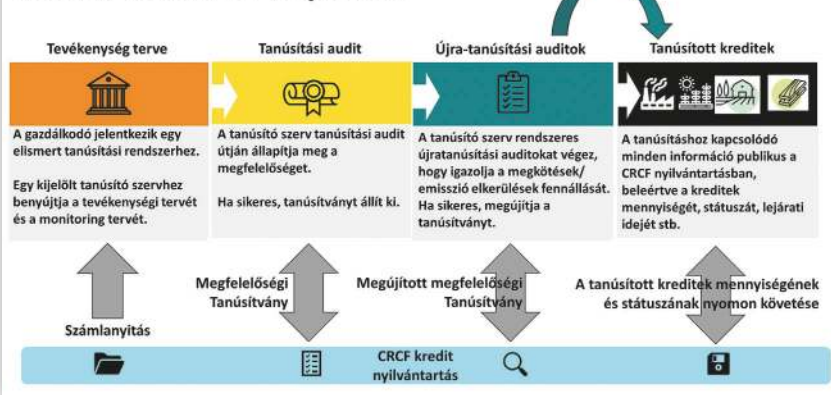 Tevékenység terve
Tanúsítási audit
Újra-tanúsítási auditok
Tanúsított kreditek
A gazdálkodó jelentkezik egy
elismert tanúsítási rendszerhez.
Egy kijelölt tanúsító szervhez
benyújtja a tevékenységi tervét
és a monitoring tervét.
A tanúsító szerv tanúsítási audit
útján állapítja meg a
megfelelőséget.
Ha sikeres, tanúsítványt állít ki.
A tanúsító szerv rendszeres
újratanúsítási auditokat végez,
hogy igazolja a megkötések/
emisszió elkerülések fennállását.
Ha sikeres, megújítja a
tanúsítványt.
A tanúsításhoz kapcsolódó
minden információ publikus a
CRCF nyilvántartásban,
beleértve a kreditek
mennyiségét, státuszát, lejárati
idejét stb.
Számlanyitás
Megfelelőségi
Tanúsítvány
Megújított megfelelőségi
Tanúsítvány
A tanúsított kreditek mennyiségének
és státuszának nyomon követése
CRCF kredit
nyilvántartás